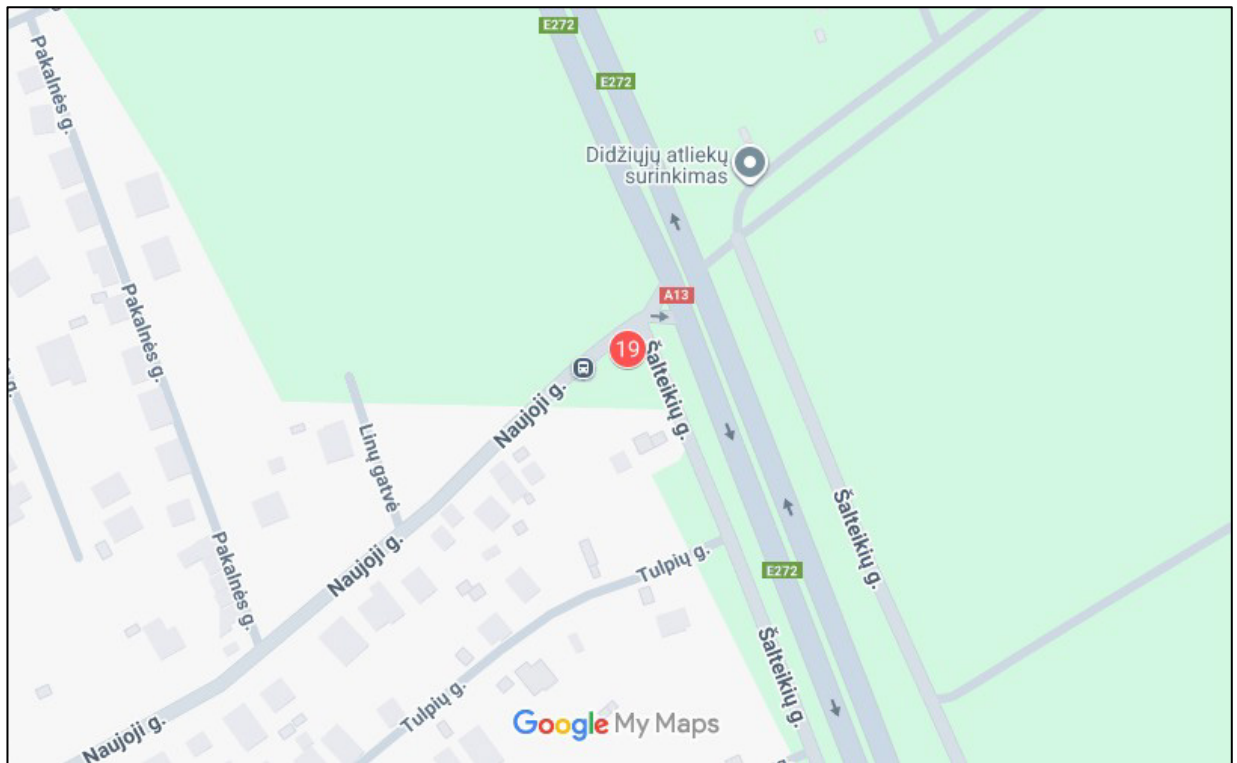 E272
Pakalnės g.
E272
Didžiųjų atliekų
surinkimas
A13
Pakalnės g.
19
Šalteikių g.
Naujoji g.
Linų gatvė
Šalteikių g.
Naujoji g.
Pakalnės g.
Tulpių g.
E272
Šalteikių g.
Tulpių g.
Naujoji g.
Google My Maps